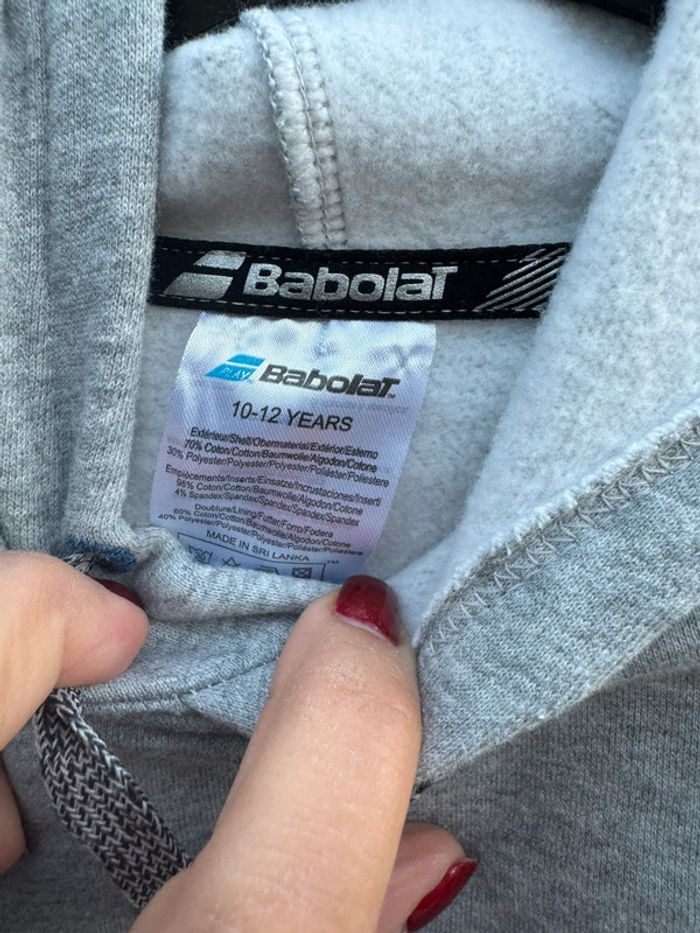 Babolat
PLAY Babolat
10-12 YEARS
Extérieur/Shell/Obermaterial/Extérior/Esterno
70% Coton/Cotton/Baumwolle/Algodon/Cotone
30% Polyester/Polyester/Polyester/Poliéster/Poliestere
Empiècements/Inserts/Einsatze/Incrustaciones/Inserti
96% Coton/Cotton/Baumwolle/Algodon/Cotone
4% Spandex/Spandex/Spandex/Spandex/Spandex
Doublure/Lining/Futter/Forro/Fodera
60% Coton/Cotton/Baumwolle/Algodon/Cotone
40% Polyester/Polyester/Polyester/Poliéster/Poliestere
MADE IN SRI LANKA